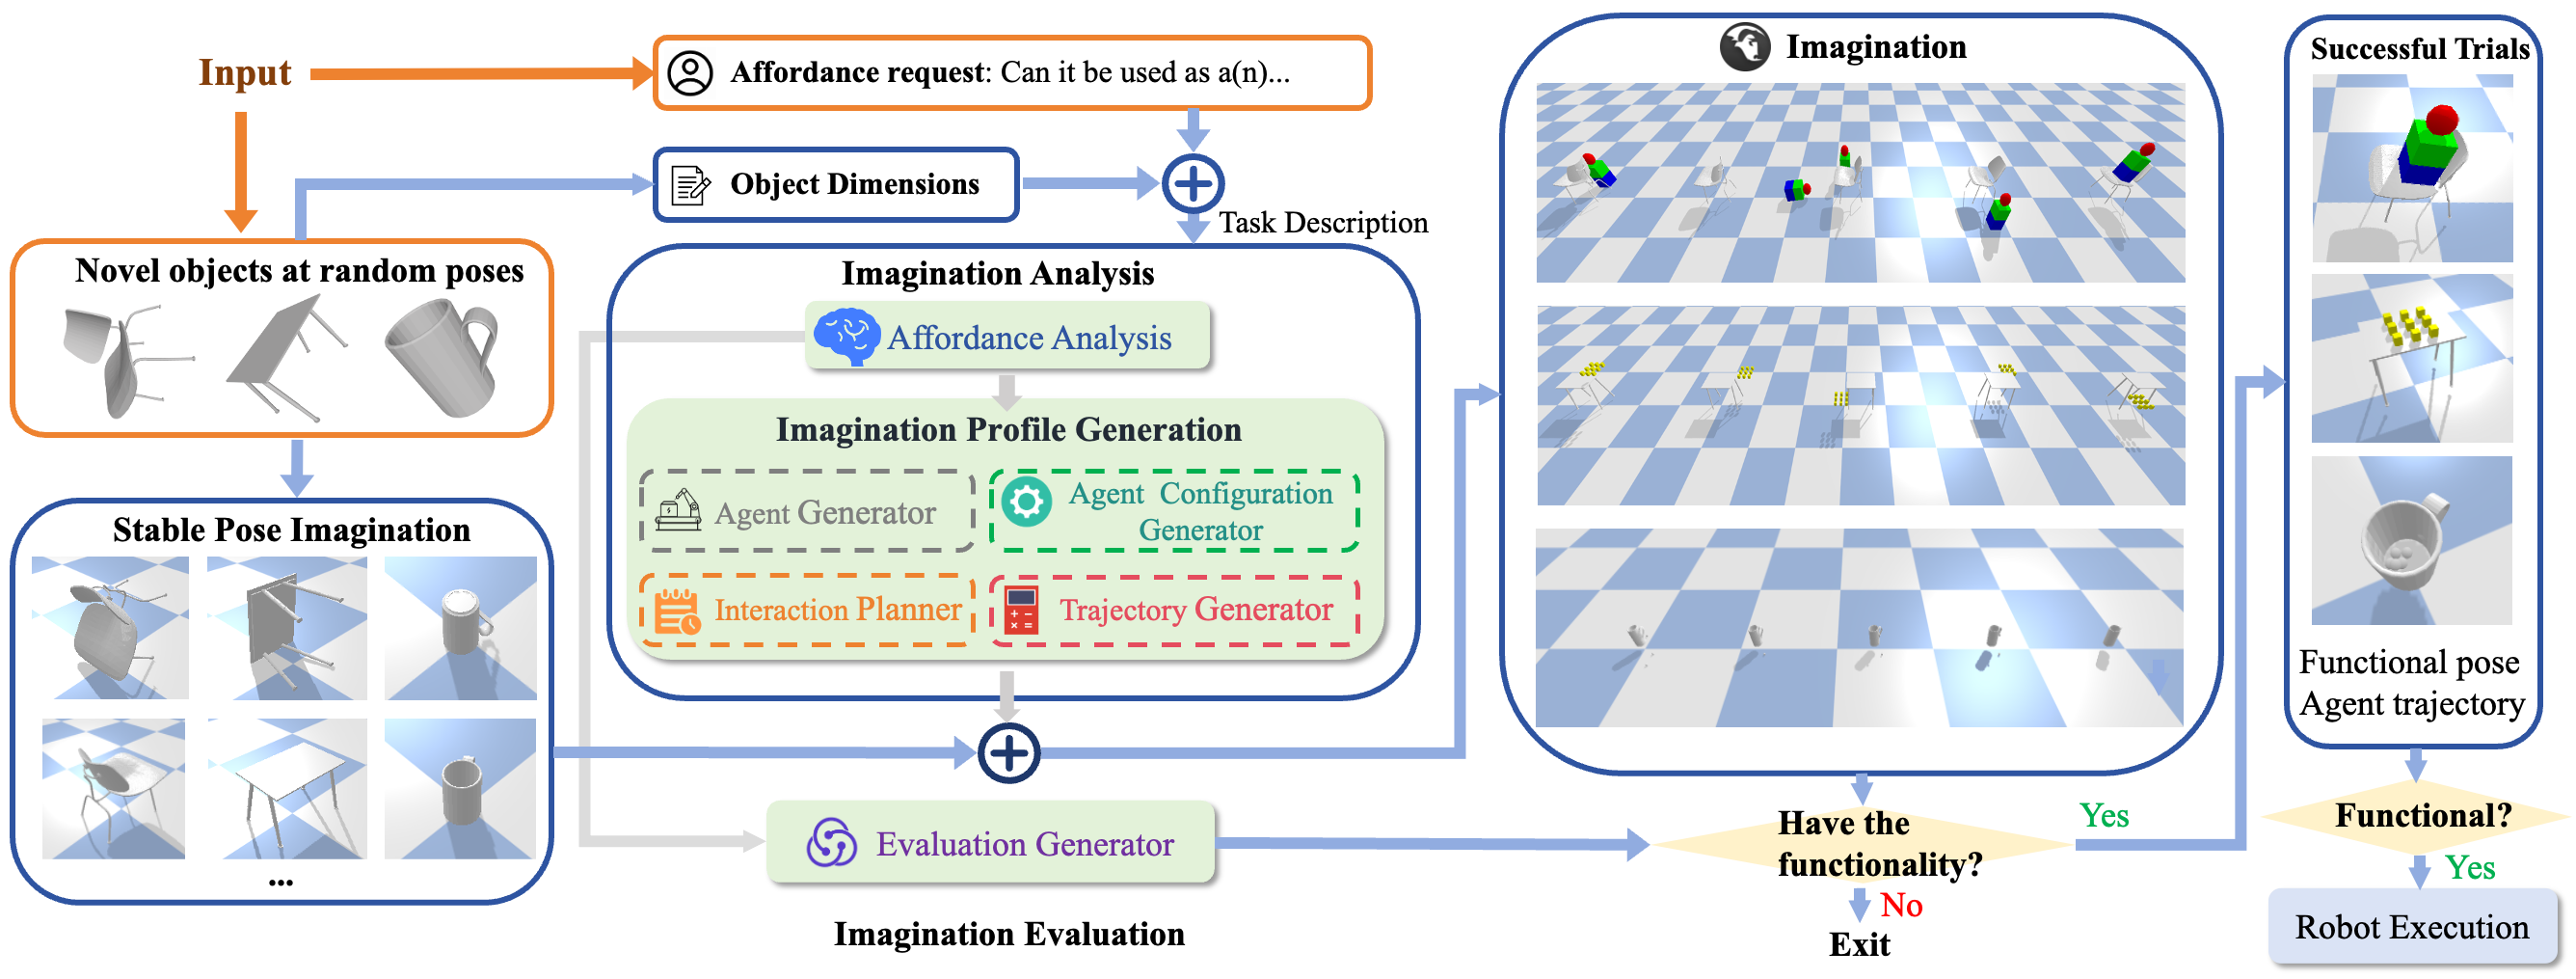 Input
Affordance request: Can it be used as a(n)...
Object Dimensions
Task Description
Novel objects at random poses
Stable Pose Imagination
...
Imagination Analysis
Affordance Analysis
Imagination Profile Generation
Agent Generator
Agent Configuration
Generator
Interaction Planner
Trajectory Generator
Evaluation Generator
Imagination Evaluation
Imagination
Have the
functionality?
Yes
No
Exit
Successful Trials
Functional pose
Agent trajectory
Functional?
Yes
Robot Execution